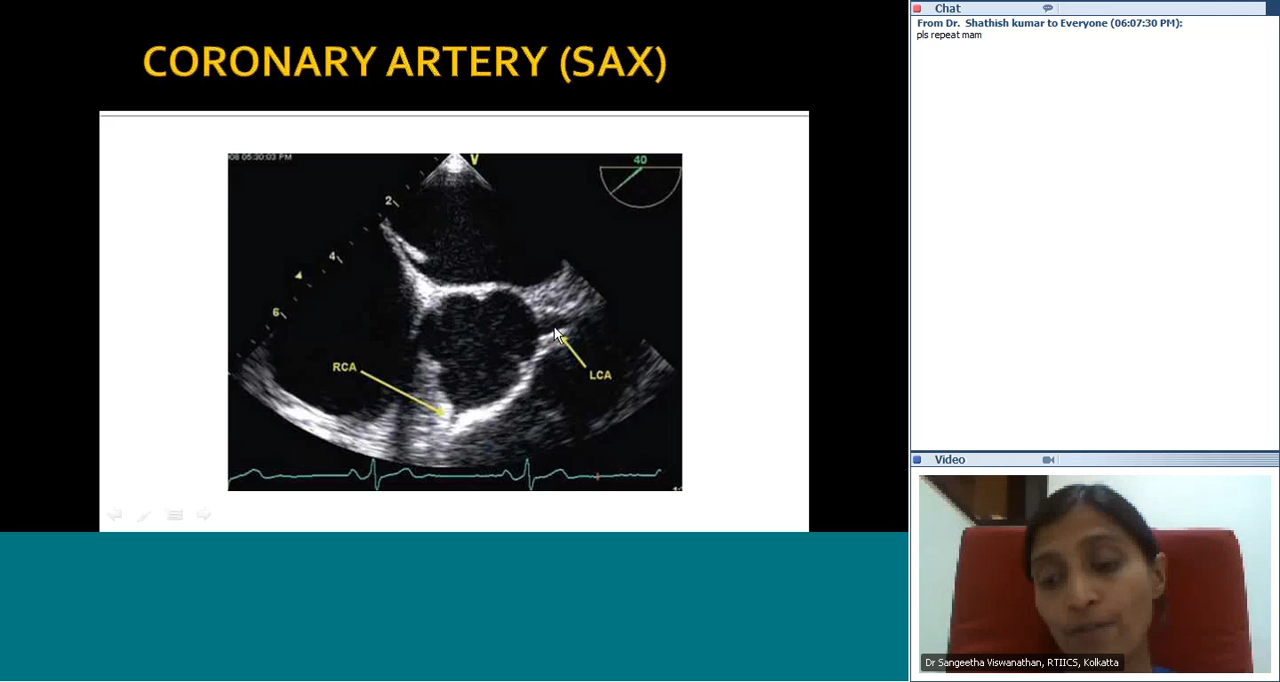 CORONARY ARTERY (SAX)
08 05:30:03 PM
V
40
2
4
6
RCA
LCA
Chat
From Dr. Shathish kumar to Everyone (06:07:30 PM):
pls repeat mam
Video
Dr Sangeetha Viswanathan, RTIICS, Kolkatta